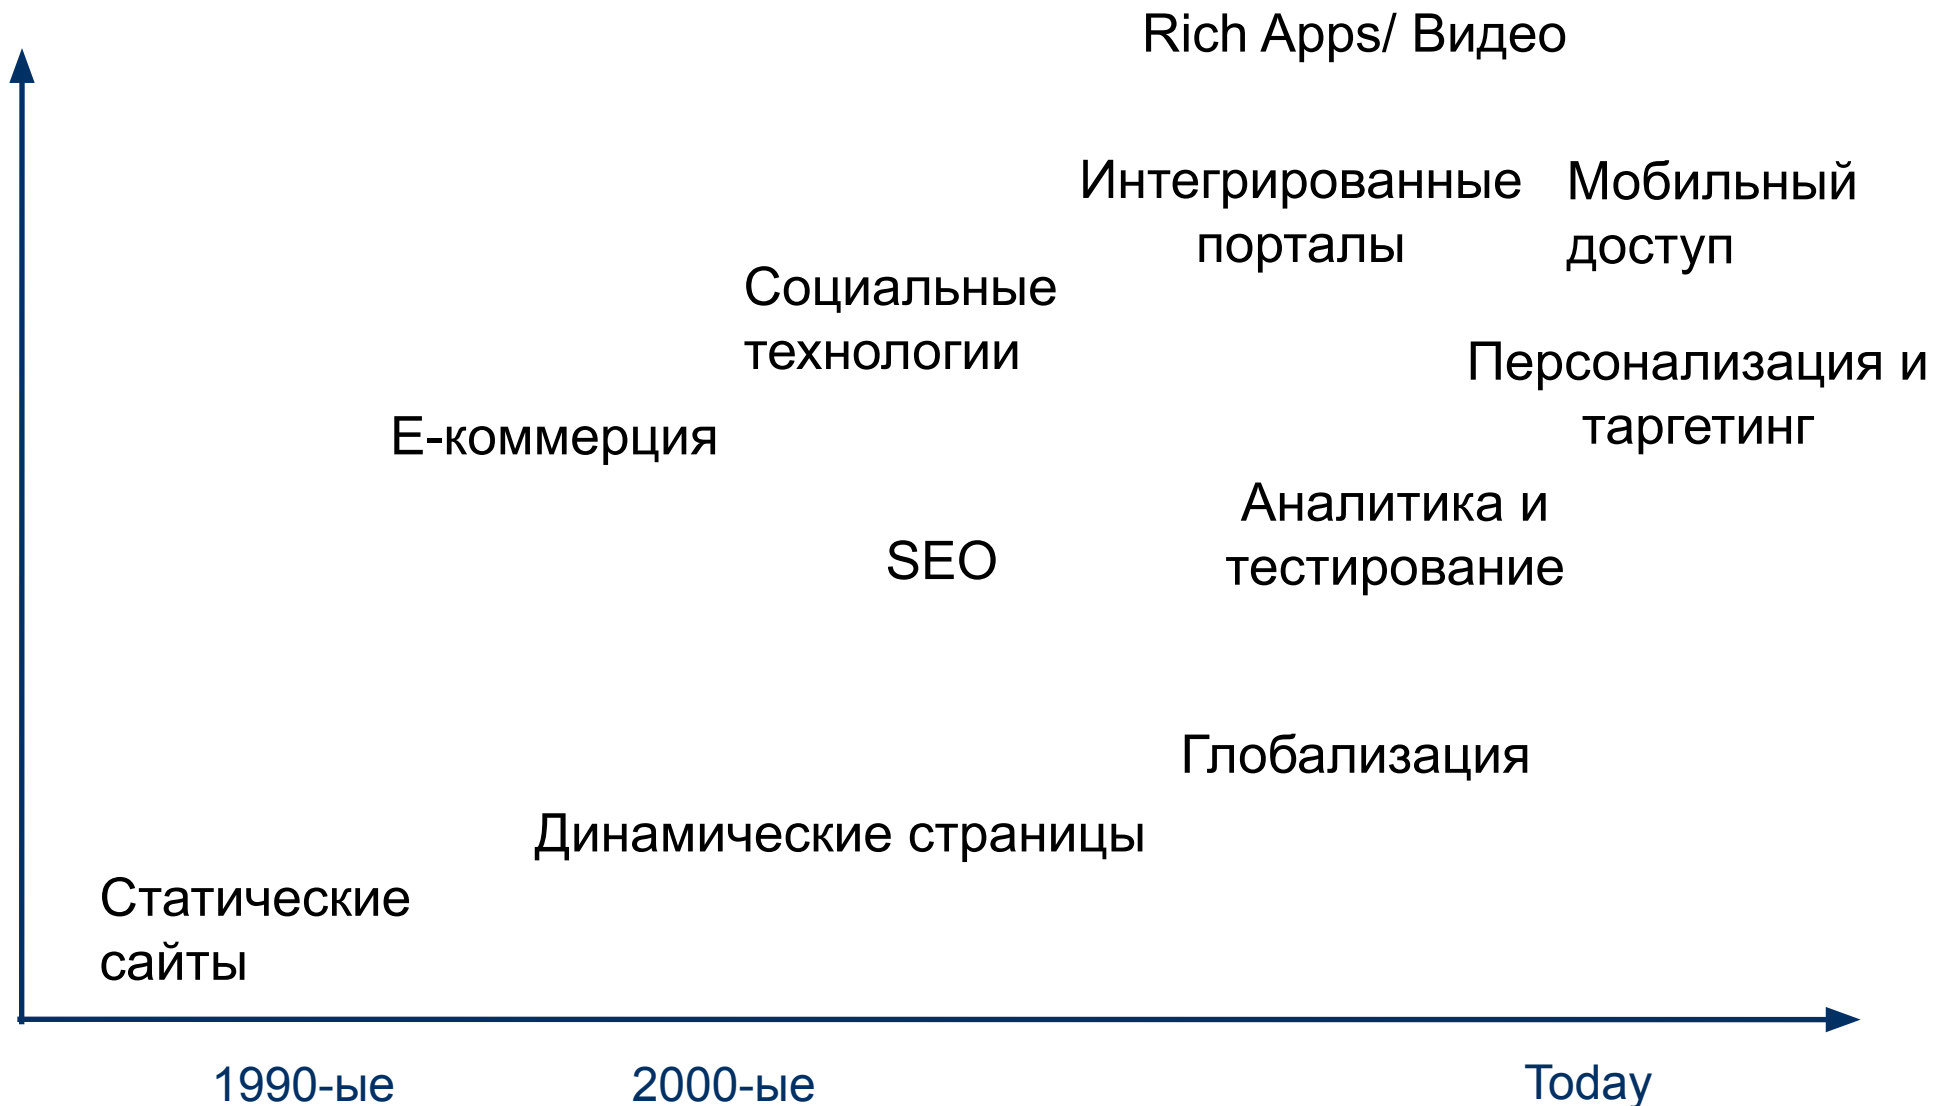 Rich Apps/ Видео
Интегрированные
порталы
Мобильный
доступ
Социальные
технологии
Персонализация и
таргетинг
Е-коммерция
Аналитика и
тестирование
SEO
Глобализация
Динамические страницы
Статические
сайты
1990-ые
2000-ые
Today